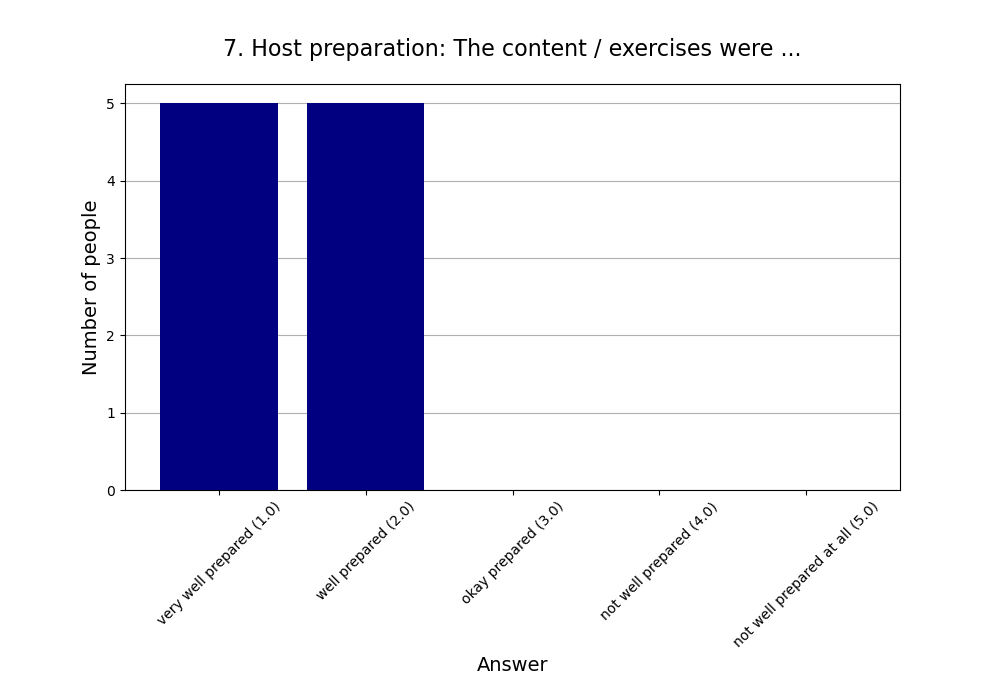 7. Host preparation: The content / exercises were ...
5
4
3
2
1
0
Number of people
very well prepared (1.0)
well prepared (2.0)
okay prepared (3.0)
not well prepared (4.0)
not well prepared at all (5.0)
Answer